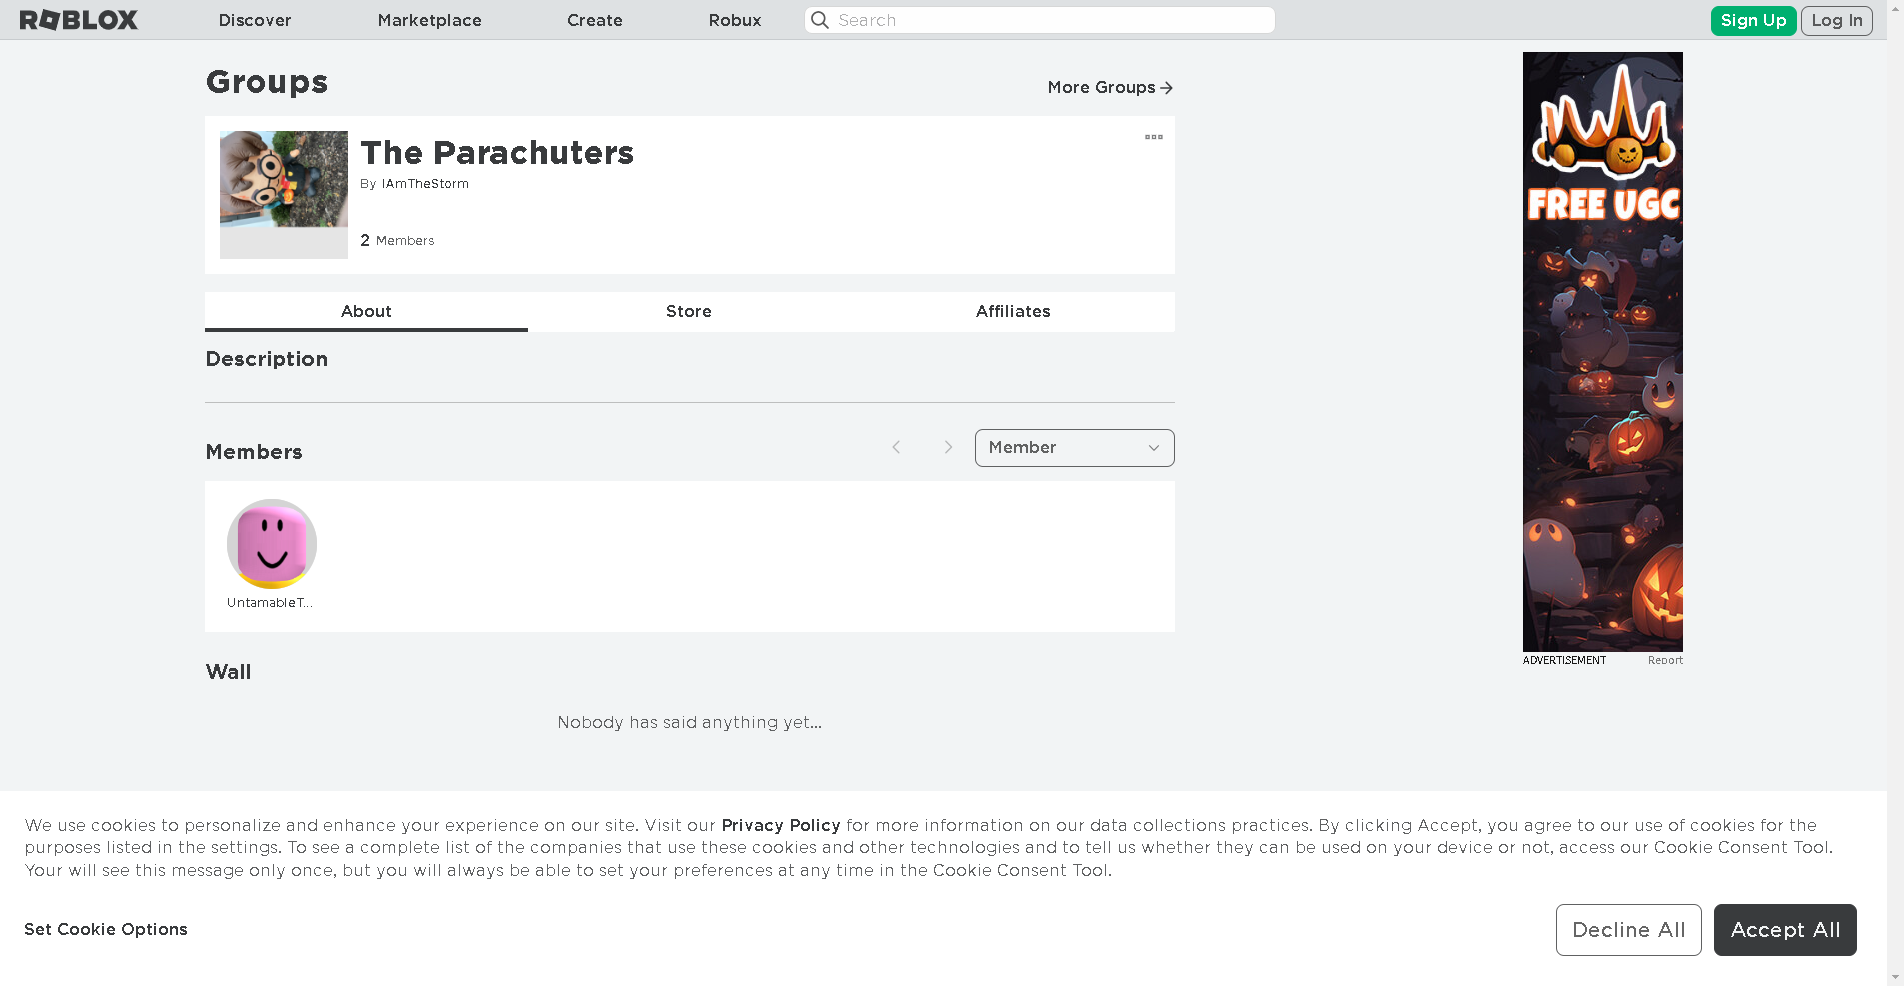 ROBLOX
Discover
Marketplace
Create
Robux
Search
Sign Up
Log In
Groups
More Groups
The Parachuters
By IAmTheStorm
2 Members
About
Store
Affiliates
Description
Members
Member
UntamableT...
Wall
Nobody has said anything yet...
FREE UGC
ADVERTISEMENT
Report
We use cookies to personalize and enhance your experience on our site. Visit our Privacy Policy for more information on our data collections practices. By clicking Accept, you agree to our use of cookies for the
purposes listed in the settings. To see a complete list of the companies that use these cookies and other technologies and to tell us whether they can be used on your device or not, access our Cookie Consent Tool.
Your will see this message only once, but you will always be able to set your preferences at any time in the Cookie Consent Tool.
Set Cookie Options
Decline All
Accept All